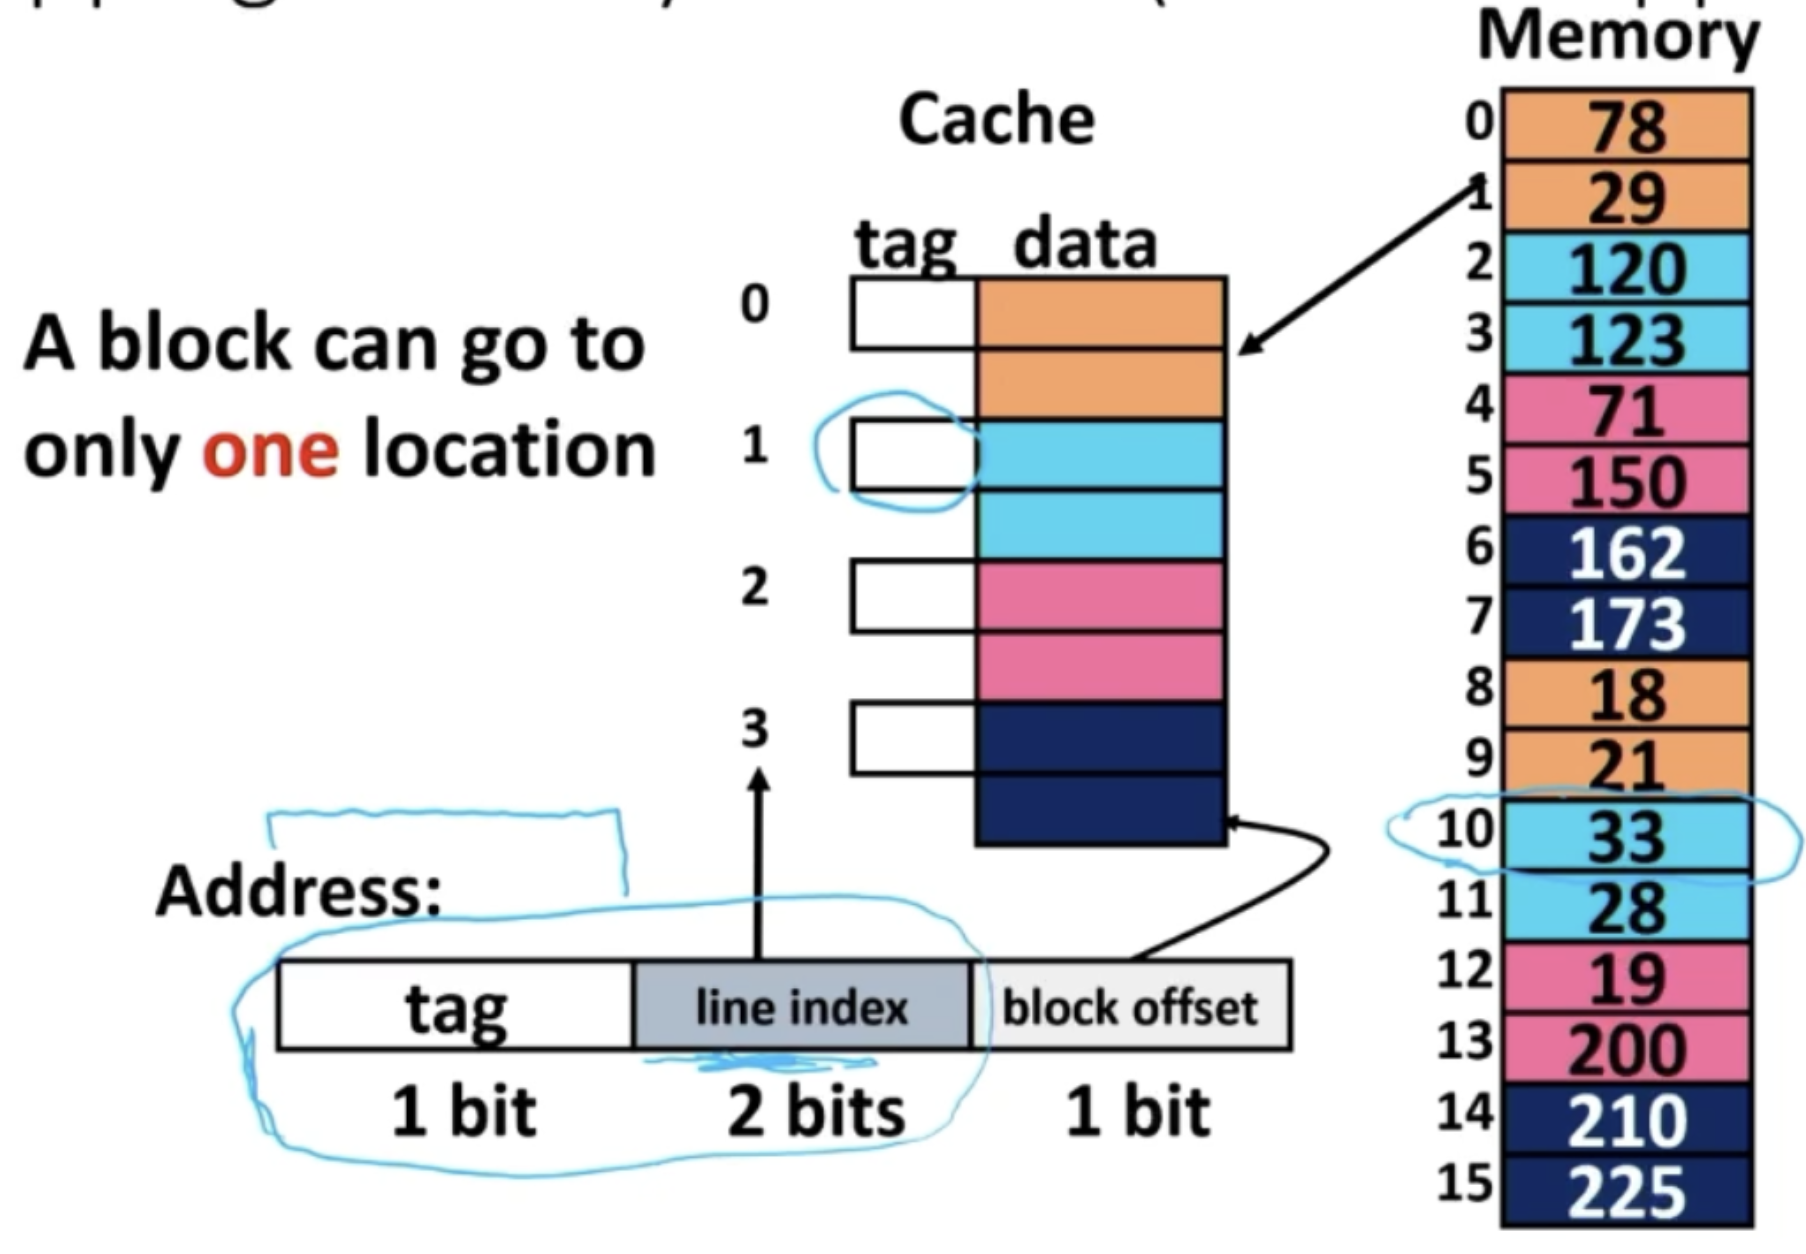 Memory
Cache
tag data
0
1
2
3
A block can go to
only one location
Address:
tag line index block offset
1 bit 2 bits 1 bit
0 78
1 29
2 120
3 123
4 71
5 150
6 162
7 173
8 18
9 21
10 33
11 28
12 19
13 200
14 210
15 225